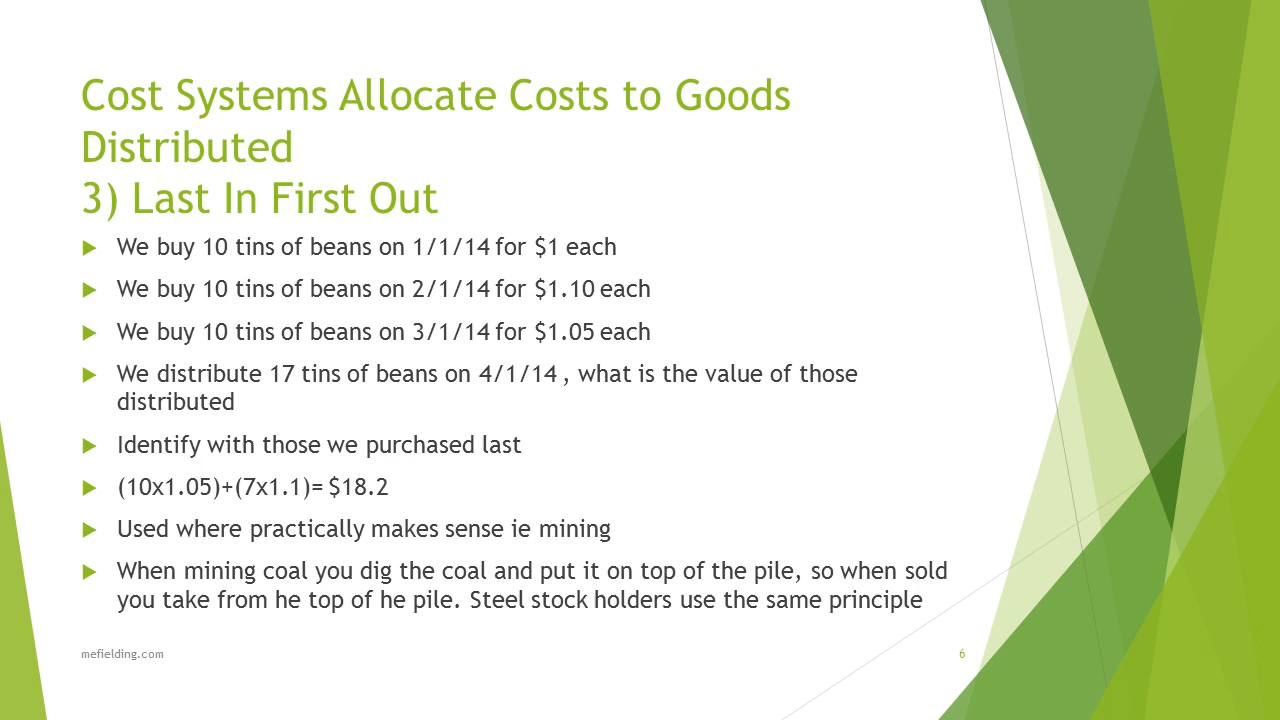 Cost Systems Allocate Costs to Goods
Distributed
3) Last In First Out
We buy 10 tins of beans on 1/1/14 for $1 each
We buy 10 tins of beans on 2/1/14 for $1.10 each
We buy 10 tins of beans on 3/1/14 for $1.05 each
We distribute 17 tins of beans on 4/1/14 , what is the value of those
distributed
Identify with those we purchased last
(10x1.05)+(7x1.1)= $18.2
Used where practically makes sense ie mining
When mining coal you dig the coal and put it on top of the pile, so when sold
you take from he top of he pile. Steel stock holders use the same principle
mefielding.com
6